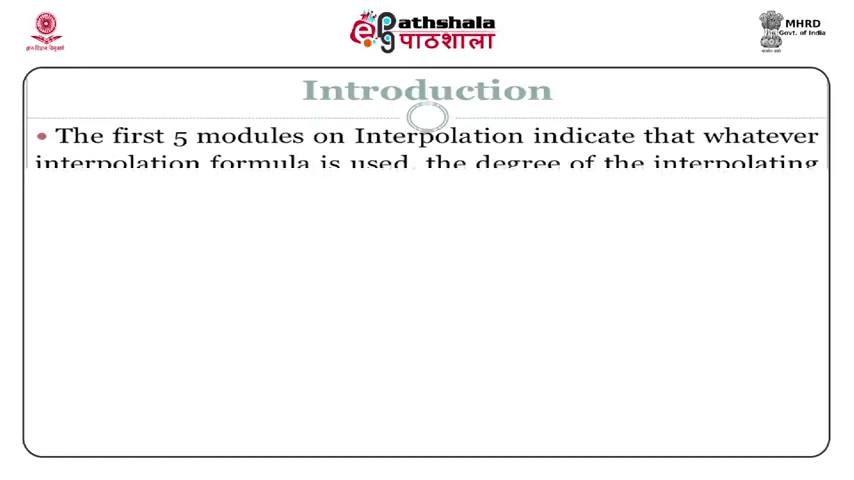 Pathshala
पाठशाला
MHRD
Govt. of India
Introduction
• The first 5 modules on Interpolation indicate that whatever
interpolation formula is used, the degree of the interpolating